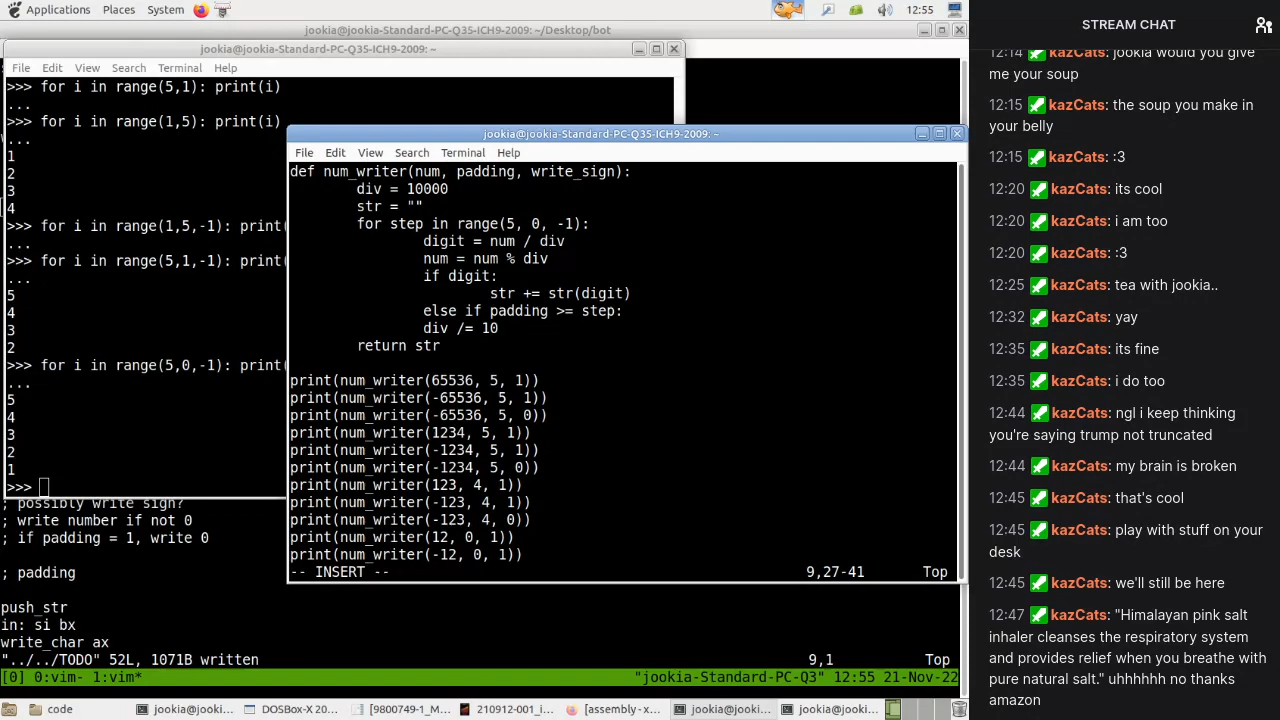 Applications Places System 12:55
jookia@jookia-Standard-PC-Q35-ICH9-2009: ~/Desktop/bot
jookia@jookia-Standard-PC-Q35-ICH9-2009: ~
File Edit View Search Terminal Help
>>> for i in range(5,1): print(i)
...
>>> for i in range(1,5): print(i)
...
1
2
3
4
>>> for i in range(1,5,-1): print(
...
>>> for i in range(5,1,-1): print(
...
5
4
3
2
>>> for i in range(5,0,-1): print(
...
5
4
3
2
1
>>>
jookia@jookia-Standard-PC-Q35-ICH9-2009: ~
File Edit View Search Terminal Help
def num_writer(num, padding, write_sign):
div = 10000
str = ""
for step in range(5, 0, -1):
digit = num / div
num = num % div
if digit:
str += str(digit)
else if padding >= step:
div /= 10
return str
print(num_writer(65536, 5, 1))
print(num_writer(-65536, 5, 1))
print(num_writer(-65536, 5, 0))
print(num_writer(1234, 5, 1))
print(num_writer(-1234, 5, 1))
print(num_writer(-1234, 5, 0))
print(num_writer(123, 4, 1))
print(num_writer(-123, 4, 1))
print(num_writer(-123, 4, 0))
print(num_writer(12, 0, 1))
print(num_writer(-12, 0, 1))
-- INSERT -- 9,27-41 Top
; possibly write sign?
; write number if not 0
; if padding = 1, write 0
; padding
push_str
in: si bx
write_char ax
"../../TODO" 52L, 1071B written 9,1 Top
[0] 0:vim- 1:vim* "jookia-Standard-PC-Q3" 12:55 21-Nov-22
code jookia@jooki... DOSBox-X 20... [9800749-1_M... 210912-001_i... [assembly - x... jookia@jooki... jookia@jooki...
STREAM CHAT
12:14 kazCats: jookia would you give
me your soup
12:15 kazCats: the soup you make in
your belly
12:15 kazCats: :3
12:20 kazCats: its cool
12:20 kazCats: i am too
12:20 kazCats: :3
12:25 kazCats: tea with jookia..
12:32 kazCats: yay
12:35 kazCats: its fine
12:35 kazCats: i do too
12:44 kazCats: ngl i keep thinking
you're saying trump not truncated
12:44 kazCats: my brain is broken
12:45 kazCats: that's cool
12:45 kazCats: play with stuff on your
desk
12:45 kazCats: we'll still be here
12:47 kazCats: "Himalayan pink salt
inhaler cleanses the respiratory system
and provides relief when you breathe with
pure natural salt." uhhhhhh no thanks
amazon